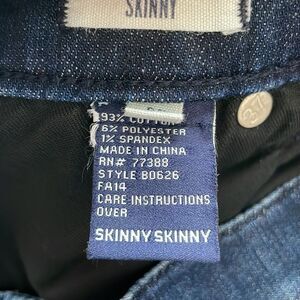 SKINNY
93% COTTON
6% POLYESTER
1% SPANDEX
MADE IN CHINA
RN# 77388
STYLE B0626
FA14
CARE INSTRUCTIONS
OVER
SKINNY SKINNY
27